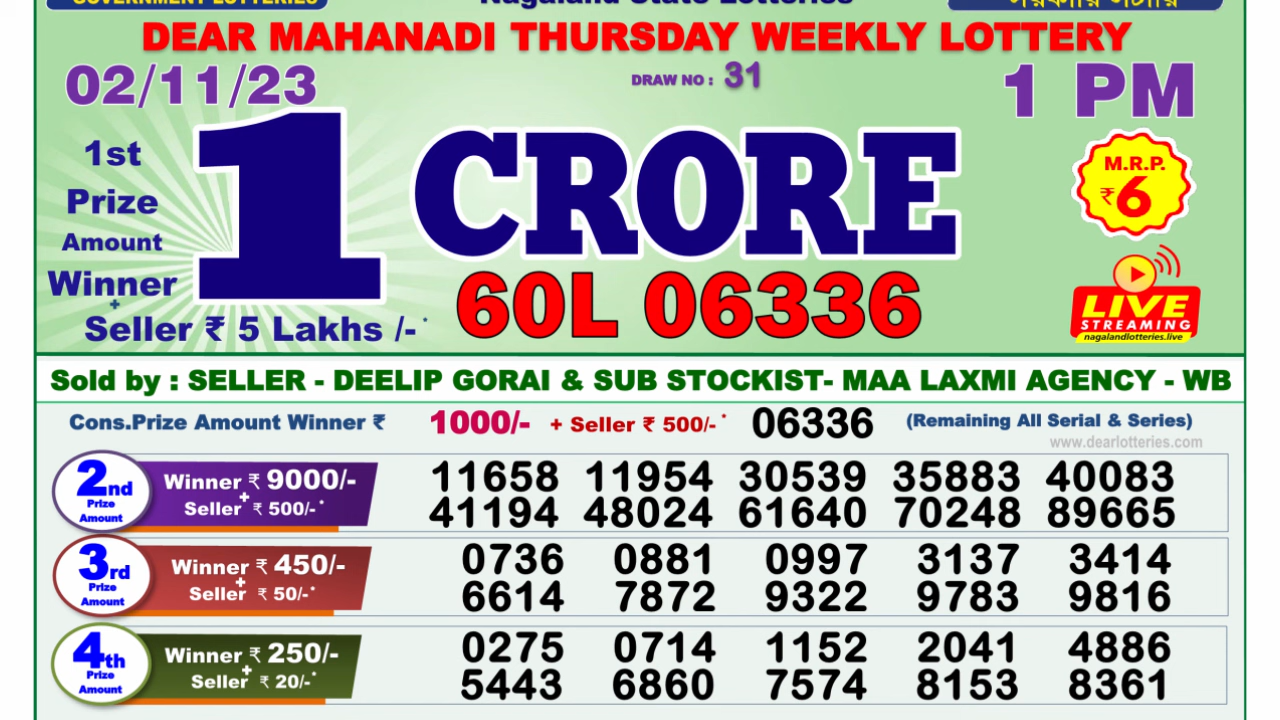 GOVERNMENT LOTTERIES
Nagaland State Lotteries
সরকারি লটারি
DEAR MAHANADI THURSDAY WEEKLY LOTTERY
02/11/23
DRAW NO : 31
1 PM
1st
Prize
Amount
Winner
+
Seller ₹ 5 Lakhs /-*
1 CRORE
60L 06336
M.R.P.
₹6
LIVE
STREAMING
nagalandlotteries.live
Sold by : SELLER - DEELIP GORAI & SUB STOCKIST- MAA LAXMI AGENCY - WB
Cons.Prize Amount Winner ₹ 1000/- + Seller ₹ 500/-* 06336 (Remaining All Serial & Series)
www.dearlotteries.com
2nd
Prize
Amount
Winner ₹ 9000/-
+
Seller ₹ 500/-*
11658 11954 30539 35883 40083
41194 48024 61640 70248 89665
3rd
Prize
Amount
Winner ₹ 450/-
+
Seller ₹ 50/-*
0736 0881 0997 3137 3414
6614 7872 9322 9783 9816
4th
Prize
Amount
Winner ₹ 250/-
+
Seller ₹ 20/-*
0275 0714 1152 2041 4886
5443 6860 7574 8153 8361